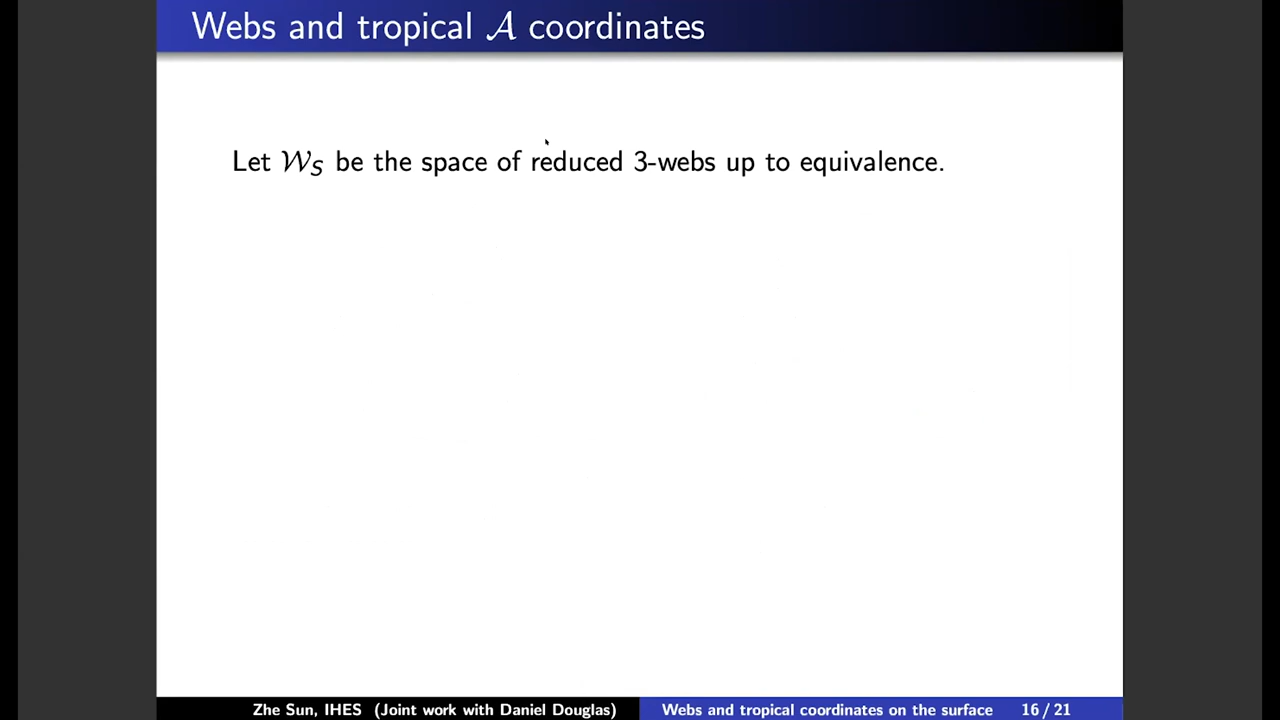 Webs and tropical 𝒜 coordinates
Let 𝒲_S be the space of reduced 3-webs up to equivalence.
Zhe Sun, IHES (Joint work with Daniel Douglas) Webs and tropical coordinates on the surface 16 / 21